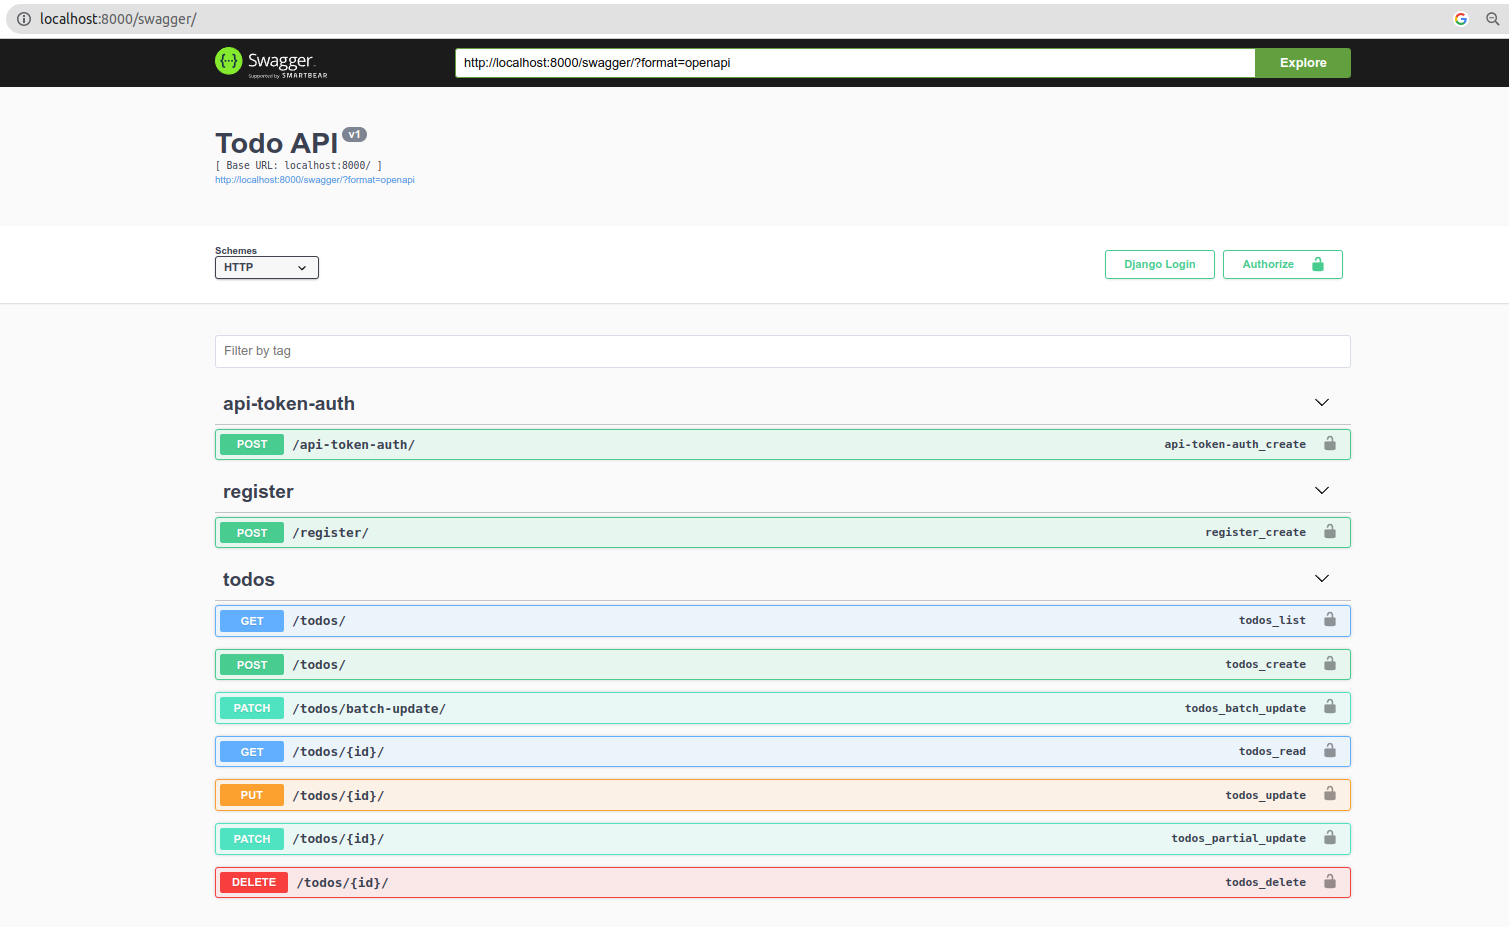 localhost:8000/swagger/
Swagger.
Supported by SMARTBEAR
http://localhost:8000/swagger/?format=openapi
Explore
Todo API v1
[ Base URL: localhost:8000/ ]
http://localhost:8000/swagger/?format=openapi
Schemes
HTTP
Django Login
Authorize
Filter by tag
api-token-auth
POST /api-token-auth/ api-token-auth_create
register
POST /register/ register_create
todos
GET /todos/ todos_list
POST /todos/ todos_create
PATCH /todos/batch-update/ todos_batch_update
GET /todos/{id}/ todos_read
PUT /todos/{id}/ todos_update
PATCH /todos/{id}/ todos_partial_update
DELETE /todos/{id}/ todos_delete